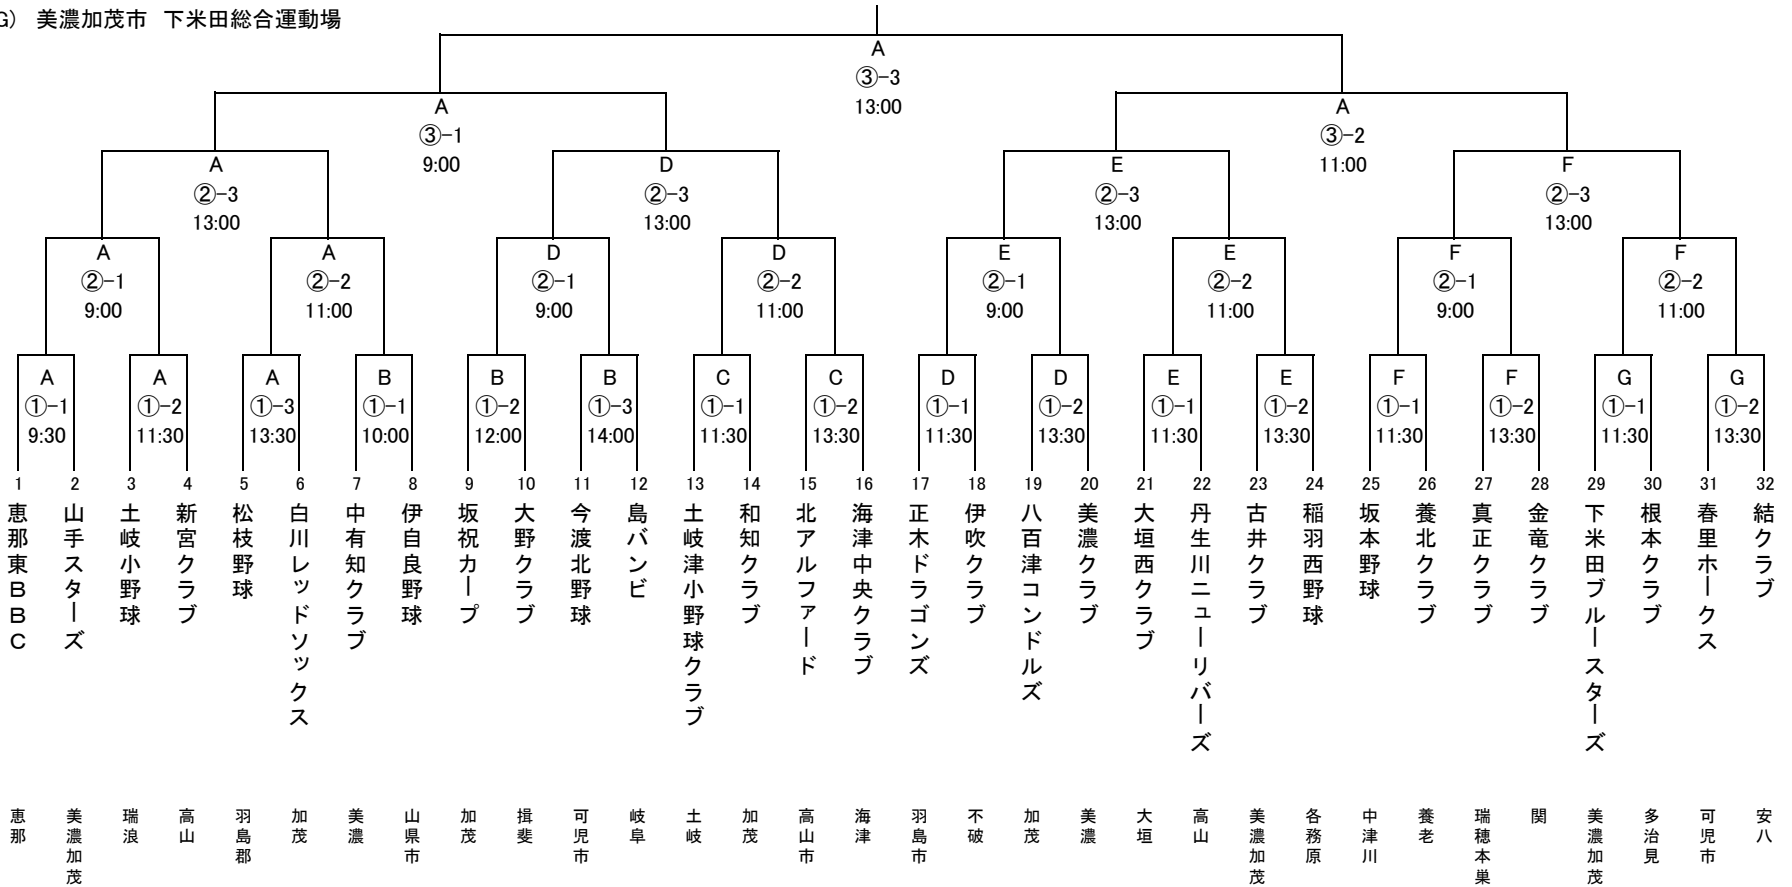 G) 美濃加茂市 下米田総合運動場
A
③-3
13:00
A
③-1
9:00
A
③-2
11:00
A
②-3
13:00
D
②-3
13:00
E
②-3
13:00
F
②-3
13:00
A
②-1
9:00
A
②-2
11:00
D
②-1
9:00
D
②-2
11:00
E
②-1
9:00
E
②-2
11:00
F
②-1
9:00
F
②-2
11:00
A
①-1
9:30
A
①-2
11:30
A
①-3
13:30
B
①-1
10:00
B
①-2
12:00
B
①-3
14:00
C
①-1
11:30
C
①-2
13:30
D
①-1
11:30
D
①-2
13:30
E
①-1
11:30
E
①-2
13:30
F
①-1
11:30
F
①-2
13:30
G
①-1
11:30
G
①-2
13:30
1 2 3 4 5 6 7 8 9 10 11 12 13 14 15 16 17 18 19 20 21 22 23 24 25 26 27 28 29 30 31 32
恵那東BBC
山手スターズ
土岐小野球
新宮クラブ
松枝野球
白川レッドソックス
中有知クラブ
伊自良野球
坂祝カープ
大野クラブ
今渡北野球
島バンビ
土岐津小野球クラブ
和知クラブ
北アルファード
海津中央クラブ
正木ドラゴンズ
伊吹クラブ
八百津コンドルズ
美濃クラブ
大垣西クラブ
丹生川ニューリバーズ
古井クラブ
稲羽西野球
坂本野球
養北クラブ
真正クラブ
金竜クラブ
下米田ブルースターズ
根本クラブ
春里ホークス
結クラブ
恵那
美濃加茂
瑞浪
高山
羽島郡
加茂
美濃
山県市
加茂
揖斐
可児市
岐阜
土岐
加茂
高山市
海津
羽島市
不破
加茂
美濃
大垣
高山
美濃加茂
各務原
中津川
養老
瑞穂本巣
関
美濃加茂
多治見
可児市
安八